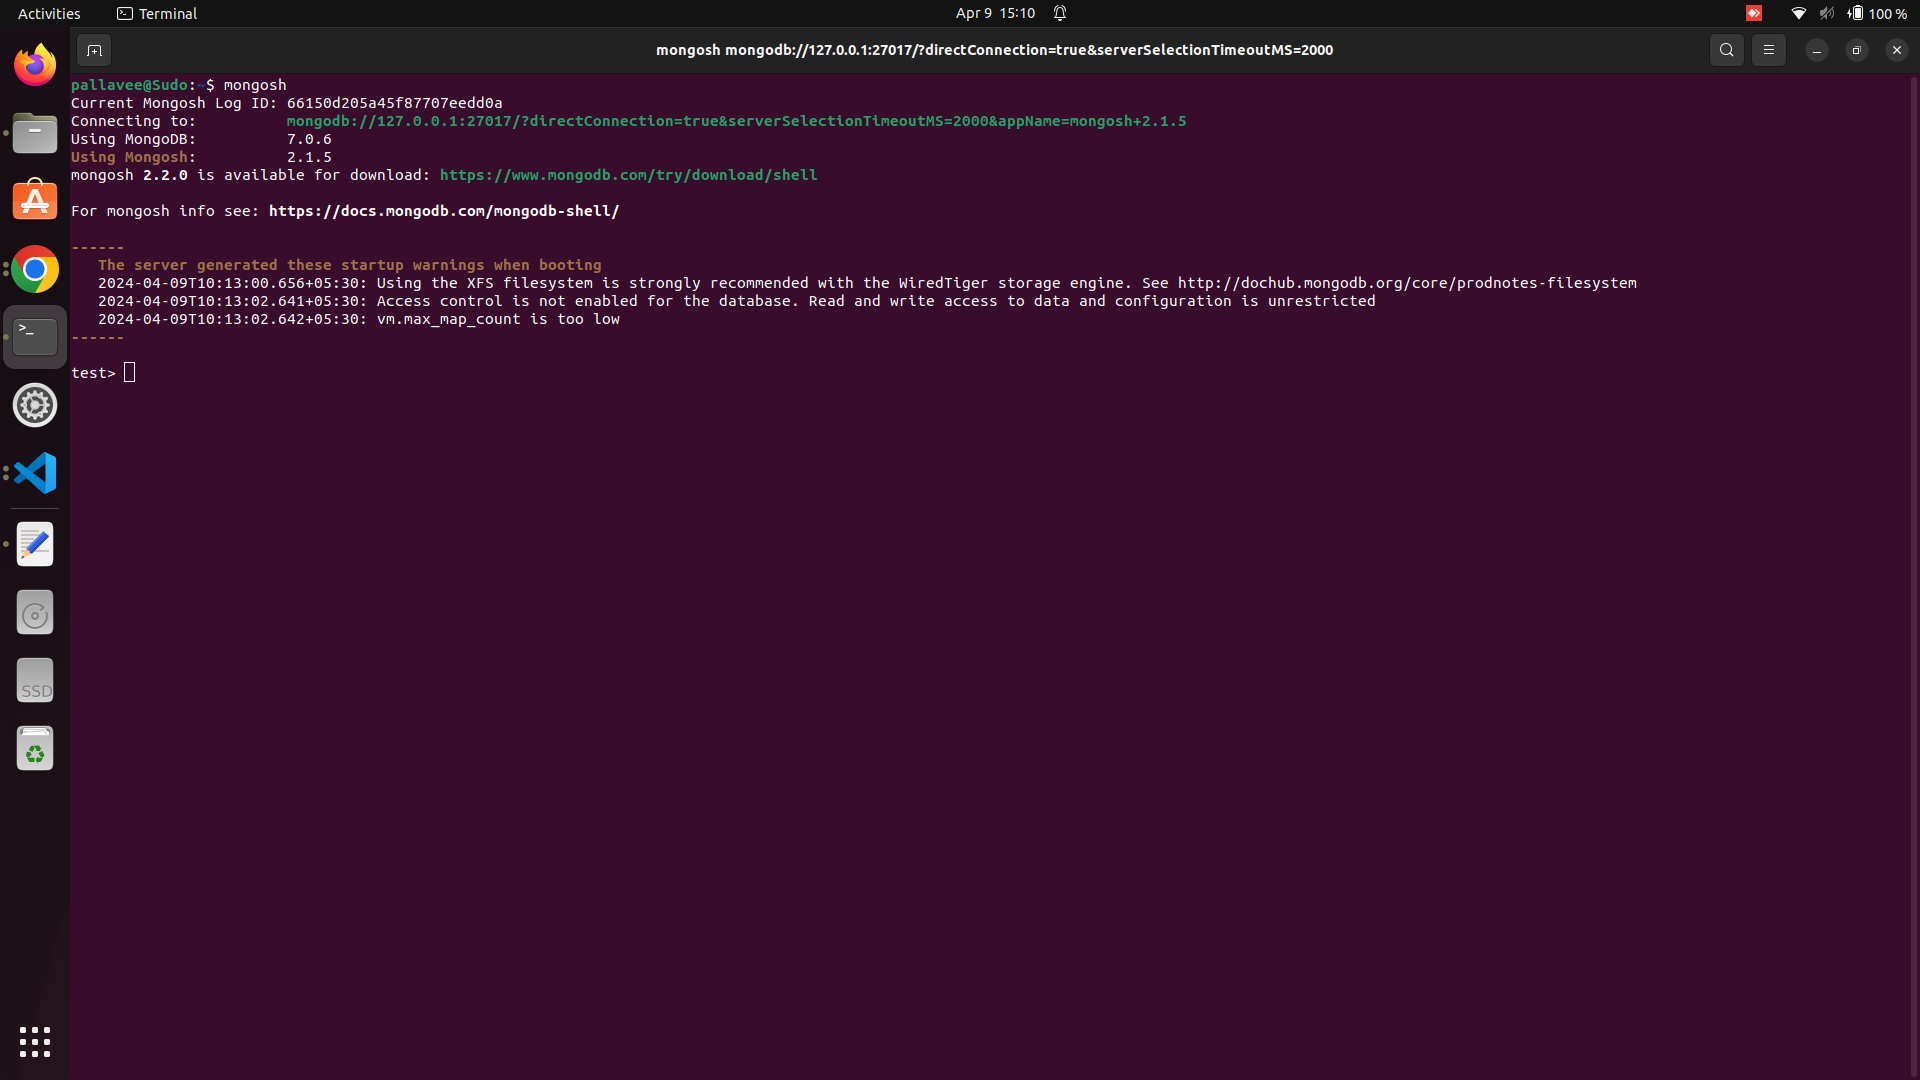 Activities Terminal Apr 9 15:10 100 %
mongosh mongodb://127.0.0.1:27017/?directConnection=true&serverSelectionTimeoutMS=2000
pallavee@Sudo:~$ mongosh
Current Mongosh Log ID: 66150d205a45f87707eedd0a
Connecting to: mongodb://127.0.0.1:27017/?directConnection=true&serverSelectionTimeoutMS=2000&appName=mongosh+2.1.5
Using MongoDB: 7.0.6
Using Mongosh: 2.1.5
mongosh 2.2.0 is available for download: https://www.mongodb.com/try/download/shell
For mongosh info see: https://docs.mongodb.com/mongodb-shell/
------
The server generated these startup warnings when booting
2024-04-09T10:13:00.656+05:30: Using the XFS filesystem is strongly recommended with the WiredTiger storage engine. See http://dochub.mongodb.org/core/prodnotes-filesystem
2024-04-09T10:13:02.641+05:30: Access control is not enabled for the database. Read and write access to data and configuration is unrestricted
2024-04-09T10:13:02.642+05:30: vm.max_map_count is too low
------
test>
SSD